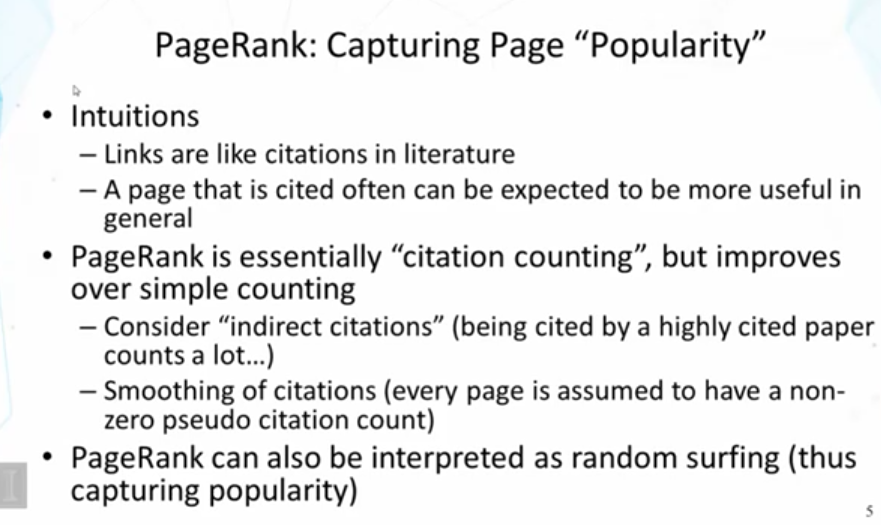 PageRank: Capturing Page “Popularity”
• Intuitions
– Links are like citations in literature
– A page that is cited often can be expected to be more useful in
general
• PageRank is essentially “citation counting”, but improves
over simple counting
– Consider “indirect citations” (being cited by a highly cited paper
counts a lot…)
– Smoothing of citations (every page is assumed to have a non-
zero pseudo citation count)
• PageRank can also be interpreted as random surfing (thus
capturing popularity)
I
5